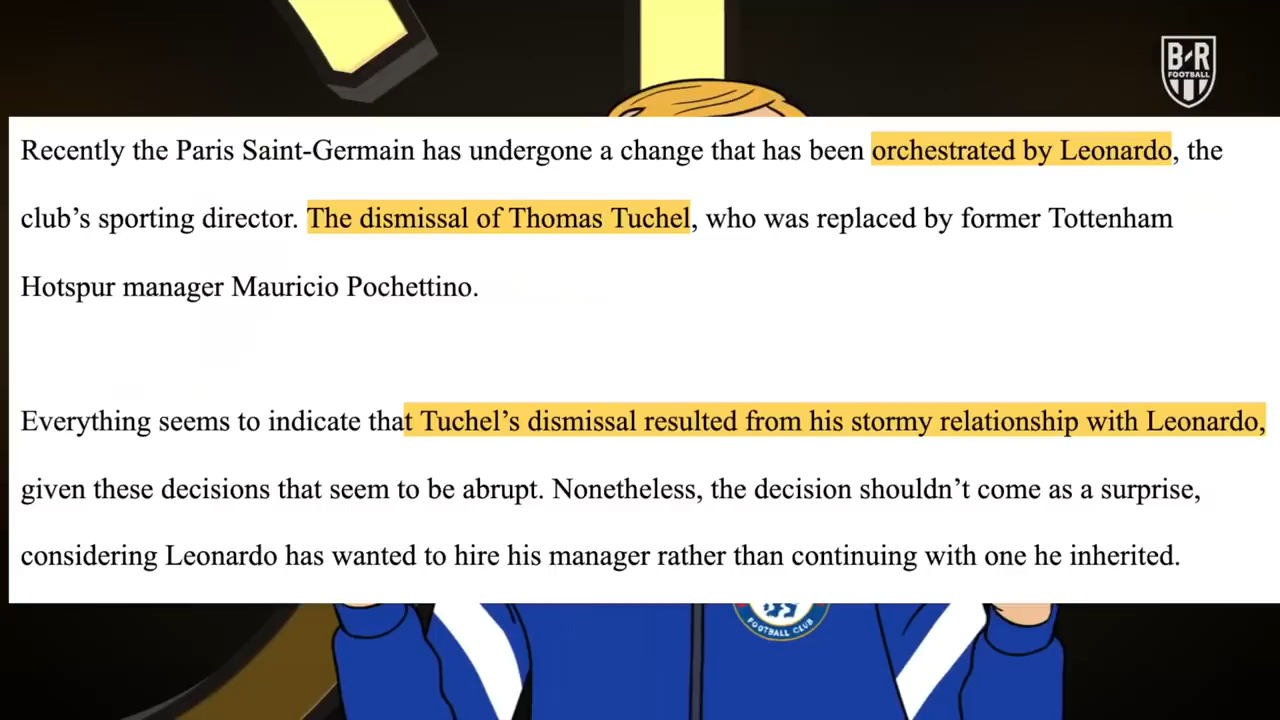 B/R
FOOTBALL
Recently the Paris Saint-Germain has undergone a change that has been orchestrated by Leonardo, the
club’s sporting director. The dismissal of Thomas Tuchel, who was replaced by former Tottenham
Hotspur manager Mauricio Pochettino.
Everything seems to indicate that Tuchel’s dismissal resulted from his stormy relationship with Leonardo,
given these decisions that seem to be abrupt. Nonetheless, the decision shouldn’t come as a surprise,
considering Leonardo has wanted to hire his manager rather than continuing with one he inherited.
FOOTBALL CLUB